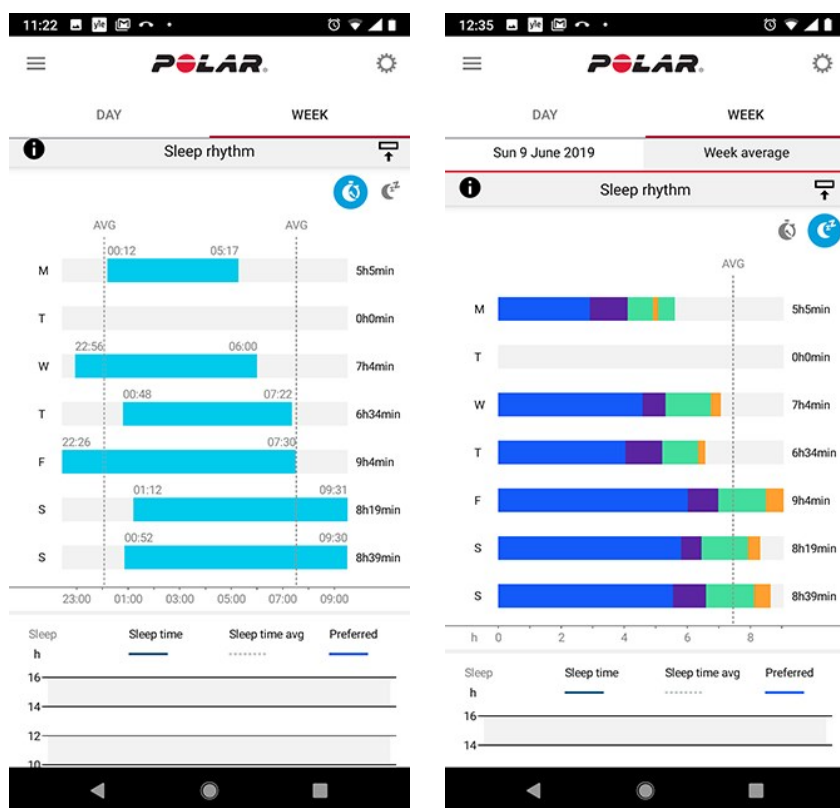 11:22
POLAR
DAY WEEK
Sleep rhythm
AVG AVG
00:12 05:17
M 5h5min
T 0h0min
22:56 06:00
W 7h4min
00:48 07:22
T 6h34min
22:26 07:30
F 9h4min
01:12 09:31
S 8h19min
00:52 09:30
S 8h39min
23:00 01:00 03:00 05:00 07:00 09:00
Sleep Sleep time Sleep time avg Preferred
h
16
14
12
10
12:35
POLAR
DAY WEEK
Sun 9 June 2019 Week average
Sleep rhythm
AVG
M 5h5min
T 0h0min
W 7h4min
T 6h34min
F 9h4min
S 8h19min
S 8h39min
h 0 2 4 6 8
Sleep Sleep time Sleep time avg Preferred
h
16
14